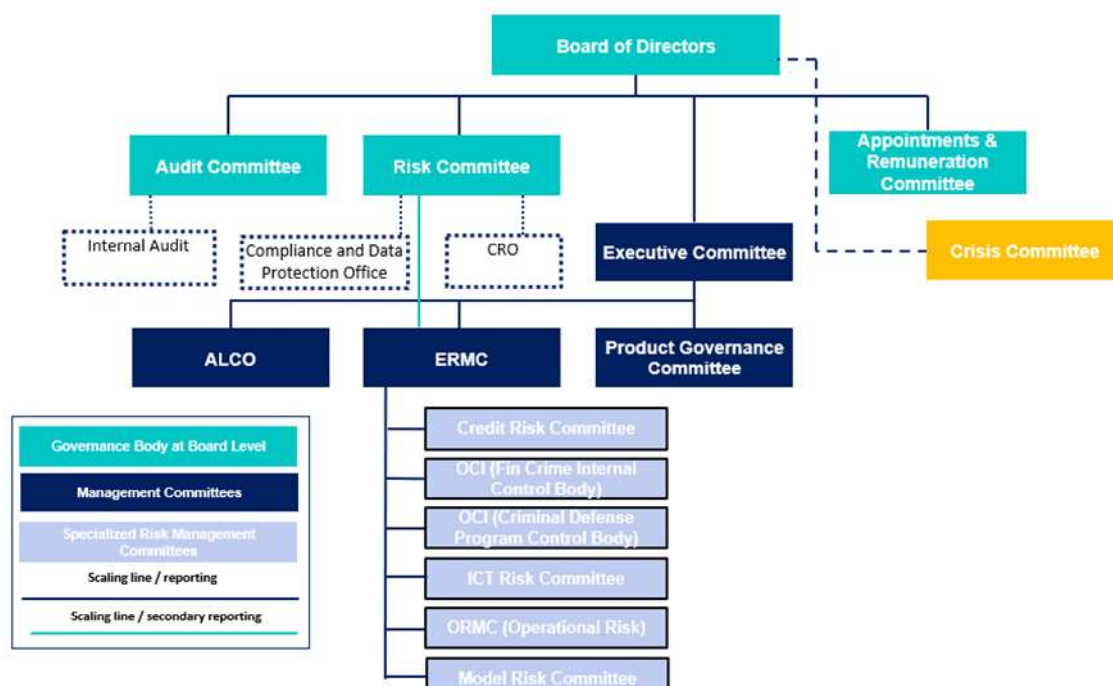 Board of Directors
Audit Committee
Risk Committee
Appointments &
Remuneration
Committee
Internal Audit
Compliance and Data
Protection Office
CRO
Executive Committee
Crisis Committee
ALCO
ERMC
Product Governance
Committee
Governance Body at Board Level
Management Committees
Specialized Risk Management
Committees
Scaling line / reporting
Scaling line / secondary reporting
Credit Risk Committee
OCI (Fin Crime Internal
Control Body)
OCI (Criminal Defense
Program Control Body)
ICT Risk Committee
ORMC (Operational Risk)
Model Risk Committee